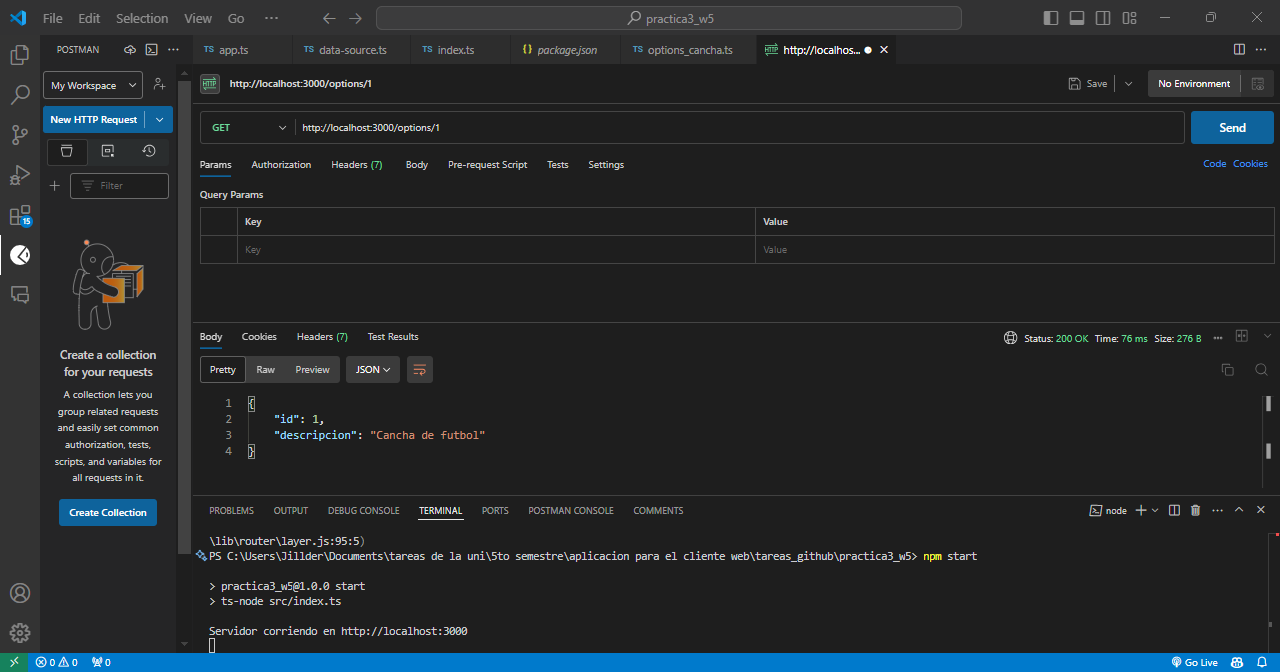 File Edit Selection View Go ··· practica3_w5
POSTMAN ···
TS app.ts TS data-source.ts TS index.ts {} package.json TS options_cancha.ts HTTP http://localhos... ● ···
My Workspace
HTTP http://localhost:3000/options/1 Save No Environment
New HTTP Request
GET http://localhost:3000/options/1 Send
Params Authorization Headers (7) Body Pre-request Script Tests Settings Code Cookies
Filter
Query Params
Key Value
Key Value
15
Create a collection
for your requests
A collection lets you
group related requests
and easily set common
authorization, tests,
scripts, and variables for
all requests in it.
Create Collection
Body Cookies Headers (7) Test Results Status: 200 OK Time: 76 ms Size: 276 B ···
Pretty Raw Preview JSON
1 {
2 "id": 1,
3 "descripcion": "Cancha de futbol"
4 }
PROBLEMS OUTPUT DEBUG CONSOLE TERMINAL PORTS POSTMAN CONSOLE COMMENTS node ···
\lib\router\layer.js:95:5)
PS C:\Users\Jillder\Documents\tareas de la uni\5to semestre\aplicacion para el cliente web\tareas_github\practica3_w5> npm start
> practica3_w5@1.0.0 start
> ts-node src/index.ts
Servidor corriendo en http://localhost:3000
0 0 0 Go Live